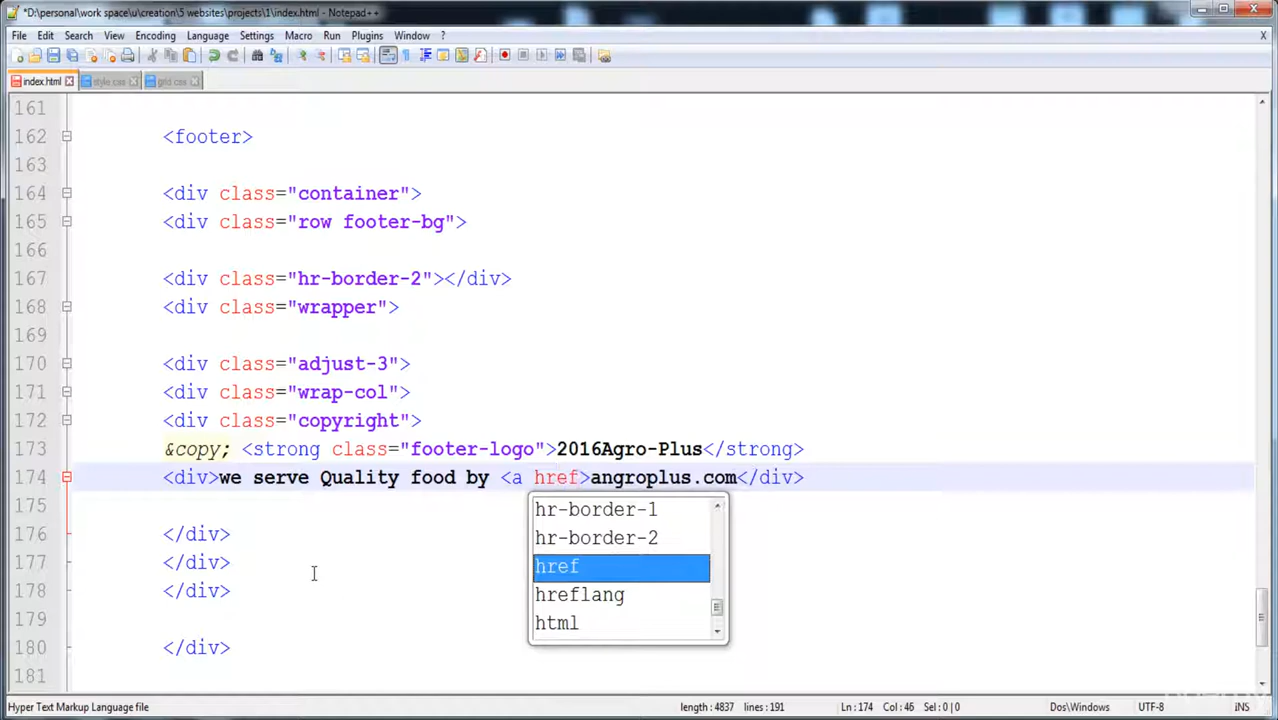 *D:\personal\work space\u\creation\5 websites\projects\1\index.html - Notepad++
File Edit Search View Encoding Language Settings Macro Run Plugins Window ? X
index.html style.css grid.css
161
162 <footer>
163
164 <div class="container">
165 <div class="row footer-bg">
166
167 <div class="hr-border-2"></div>
168 <div class="wrapper">
169
170 <div class="adjust-3">
171 <div class="wrap-col">
172 <div class="copyright">
173 &copy; <strong class="footer-logo">2016Agro-Plus</strong>
174 <div>we serve Quality food by <a href>angroplus.com</div>
175
hr-border-1
hr-border-2
href
hreflang
html
176 </div>
177 </div>
178 </div>
179
180 </div>
181
Hyper Text Markup Language file length : 4837 lines : 191 Ln : 174 Col : 46 Sel : 0 | 0 Dos\Windows UTF-8 INS